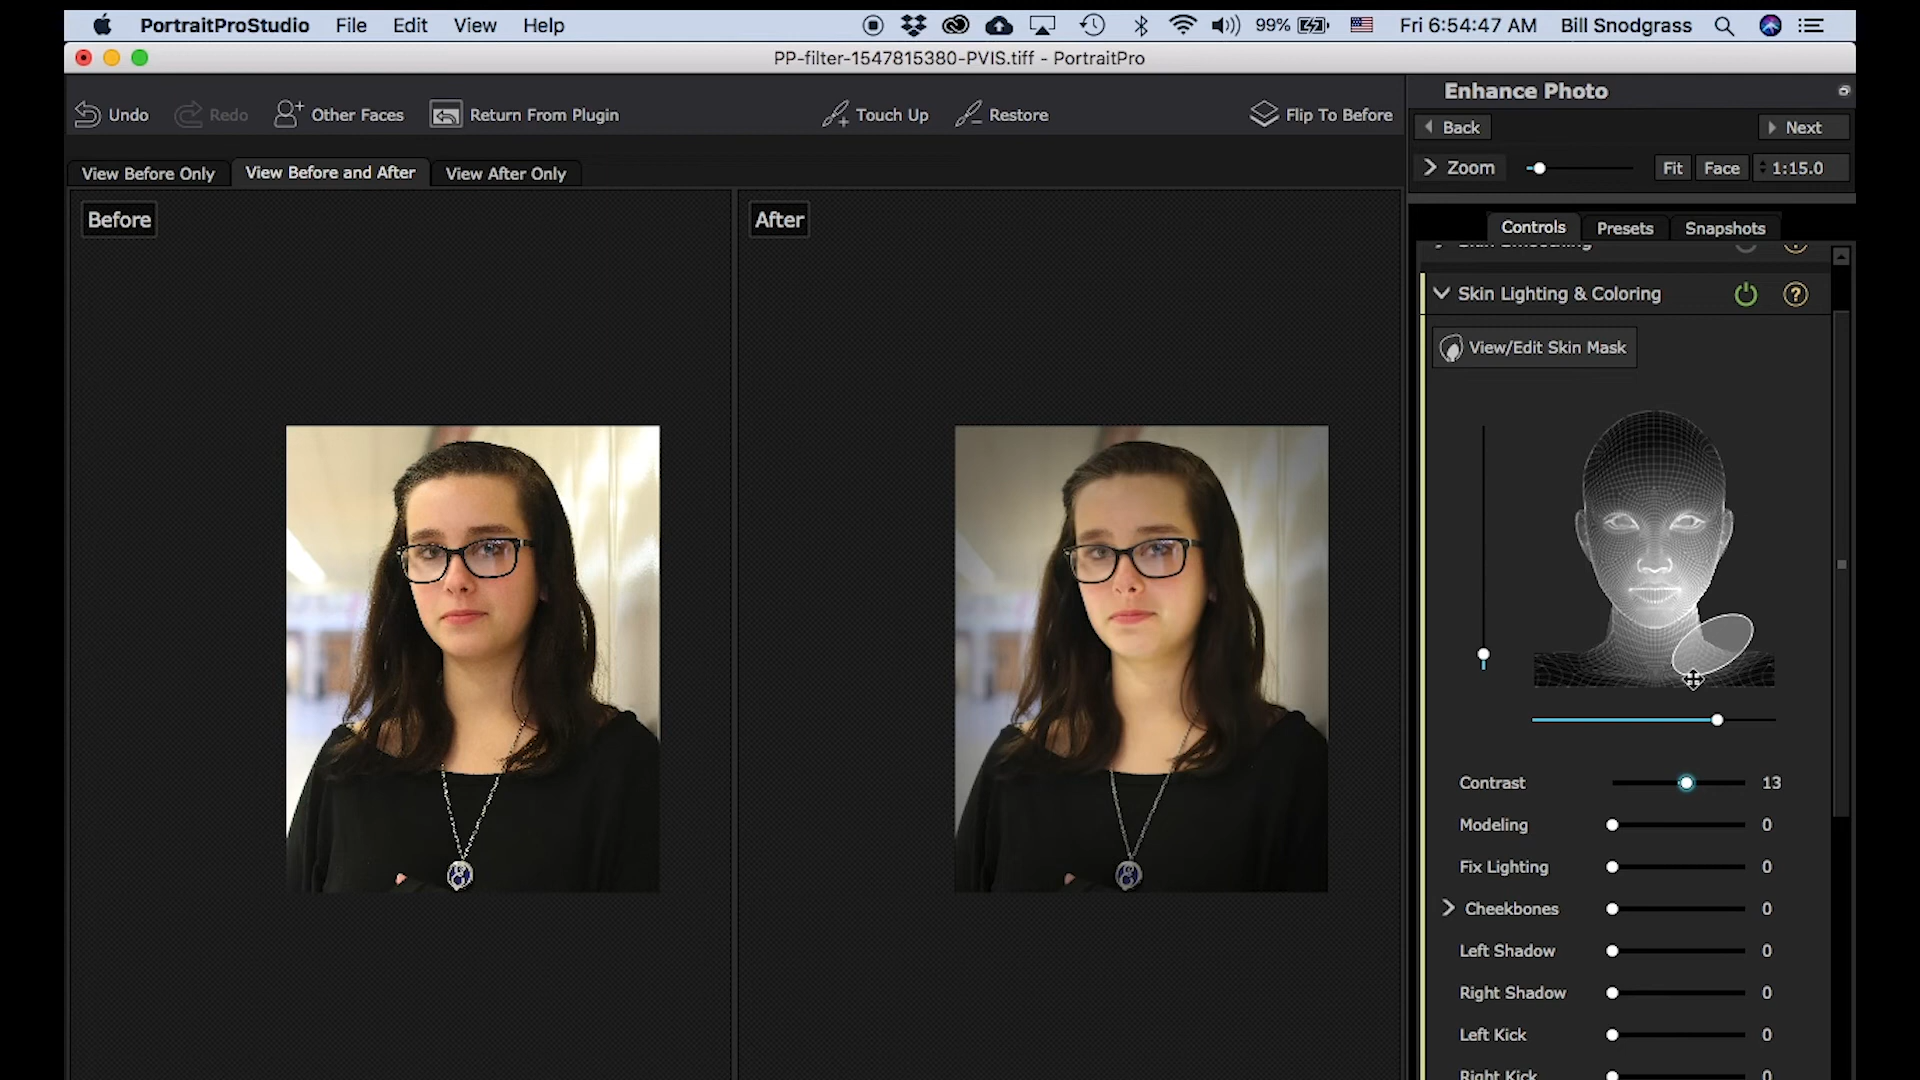 PortraitProStudio File Edit View Help 99% Fri 6:54:47 AM Bill Snodgrass
PP-filter-1547815380-PVIS.tiff - PortraitPro
Undo Redo Other Faces Return From Plugin Touch Up Restore Flip To Before
Enhance Photo
Back Next
Zoom Fit Face 1:15.0
View Before Only View Before and After View After Only
Before
After
Controls Presets Snapshots
Skin Smoothing ?
Skin Lighting & Coloring ?
View/Edit Skin Mask
Contrast 13
Modeling 0
Fix Lighting 0
Cheekbones 0
Left Shadow 0
Right Shadow 0
Left Kick 0
Right Kick 0
8
8